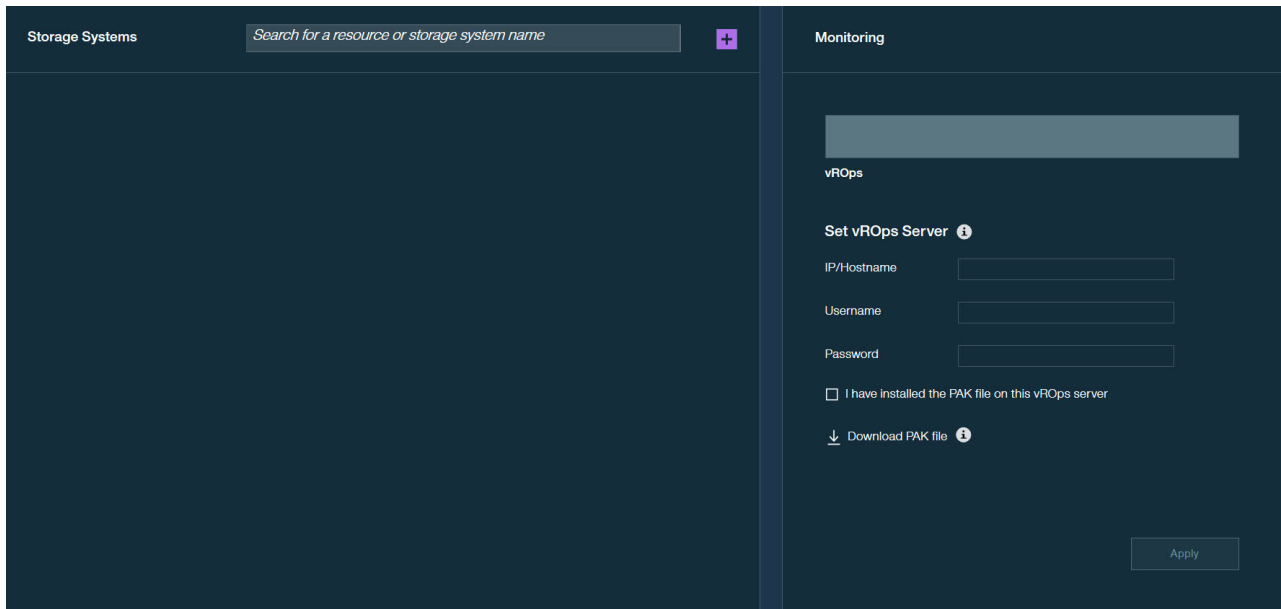 Storage Systems
Search for a resource or storage system name
Monitoring
vROps
Set vROps Server
IP/Hostname
Username
Password
I have installed the PAK file on this vROps server
Download PAK file
Apply